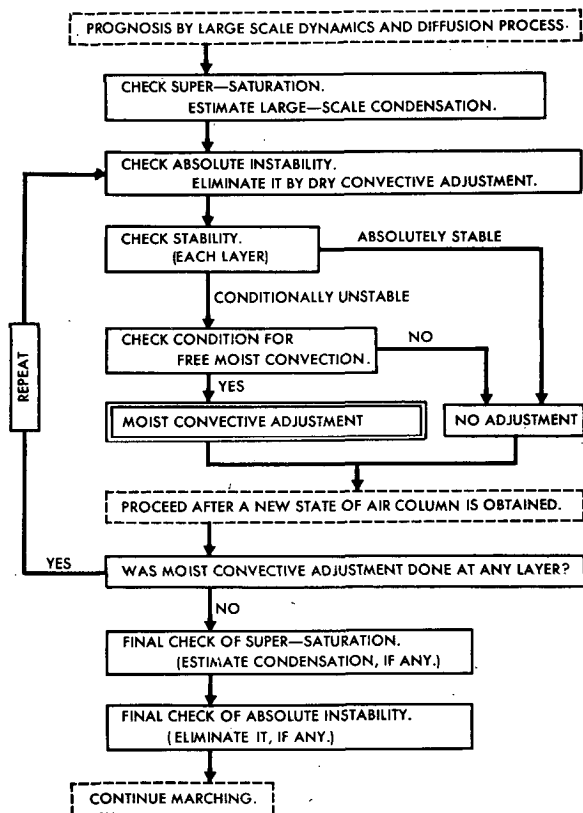 PROGNOSIS BY LARGE SCALE DYNAMICS AND DIFFUSION PROCESS.
CHECK SUPER—SATURATION.
ESTIMATE LARGE—SCALE CONDENSATION.
CHECK ABSOLUTE INSTABILITY.
ELIMINATE IT BY DRY CONVECTIVE ADJUSTMENT.
CHECK STABILITY.
(EACH LAYER)
ABSOLUTELY STABLE
CONDITIONALLY UNSTABLE
CHECK CONDITION FOR
FREE MOIST CONVECTION.
NO
REPEAT
YES
MOIST CONVECTIVE ADJUSTMENT
NO ADJUSTMENT
PROCEED AFTER A NEW STATE OF AIR COLUMN IS OBTAINED.
YES
WAS MOIST CONVECTIVE ADJUSTMENT DONE AT ANY LAYER?
NO
FINAL CHECK OF SUPER—SATURATION.
(ESTIMATE CONDENSATION, IF ANY.)
FINAL CHECK OF ABSOLUTE INSTABILITY.
(ELIMINATE IT, IF ANY.)
CONTINUE MARCHING.